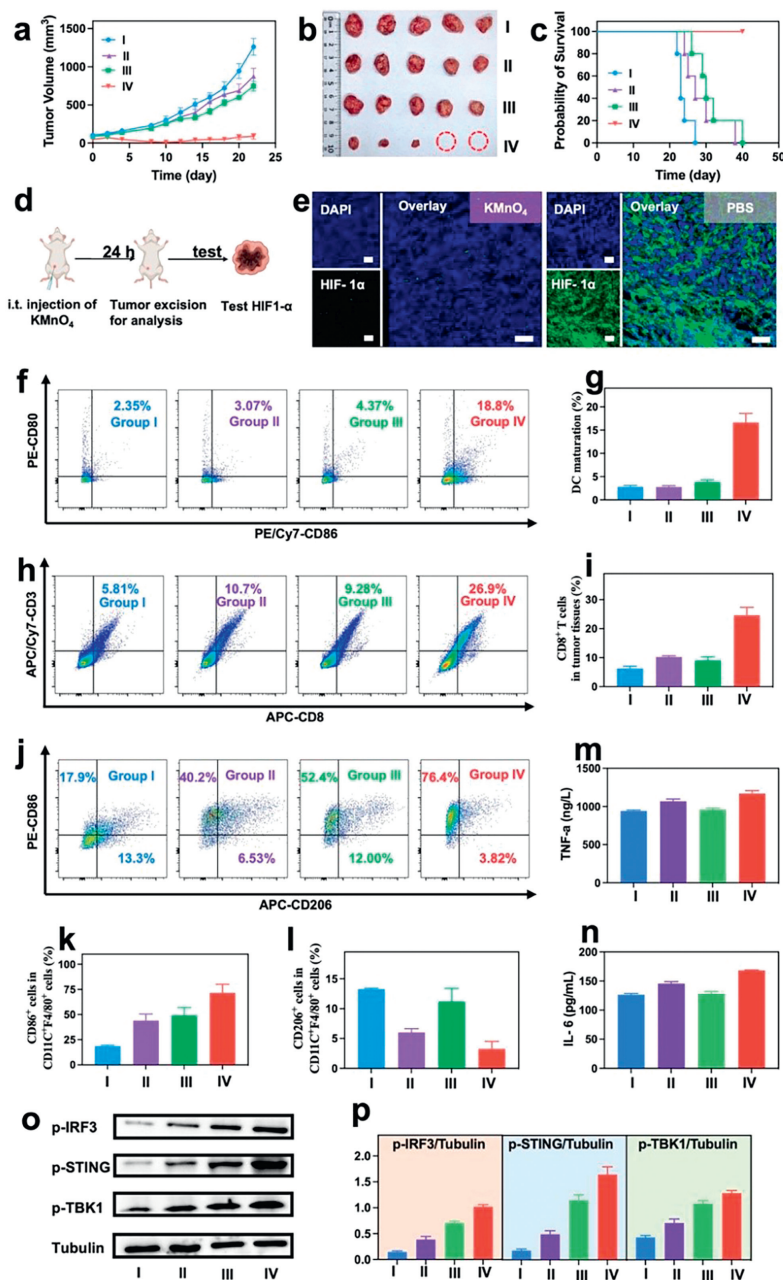 a
Tumor Volume (mm³)
1500
1000
500
0
I
II
III
IV
0 5 10 15 20 25
Time (day)
b
I
II
III
IV
c
Probability of Survival
100
80
60
40
20
0
I
II
III
IV
0 10 20 30 40 50
Time (day)
d
24 h
test
i.t. injection of KMnO₄
Tumor excision for analysis
Test HIF1-α
e
DAPI
Overlay
KMnO₄
HIF- 1α
DAPI
Overlay
PBS
HIF- 1α
f
PE-CD80
2.35%
Group I
3.07%
Group II
4.37%
Group III
18.8%
Group IV
PE/Cy7-CD86
g
DC maturation (%)
20
15
10
5
0
I II III IV
h
APC/Cy7-CD3
5.81%
Group I
10.7%
Group II
9.28%
Group III
26.9%
Group IV
APC-CD8
i
CD8⁺ T cells
in tumor tissues (%)
30
20
10
0
I II III IV
j
PE-CD86
17.9%
Group I
13.3%
40.2%
Group II
6.53%
52.4%
Group III
12.00%
76.4%
Group IV
3.82%
APC-CD206
m
TNF-a (ng/L)
1500
1000
500
0
I II III IV
k
CD86⁺ cells in
CD11C⁺F4/80⁺ cells (%)
75
50
25
0
I II III IV
l
CD206⁺ cells in
CD11C⁺F4/80⁺ cells (%)
15
10
5
0
I II III IV
n
IL- 6 (pg/mL)
200
150
100
50
0
I II III IV
o
p-IRF3
p-STING
p-TBK1
Tubulin
I II III IV
p
p-IRF3/Tubulin
p-STING/Tubulin
p-TBK1/Tubulin
2.0
1.5
1.0
0.5
0.0
I II III IV I II III IV I II III IV